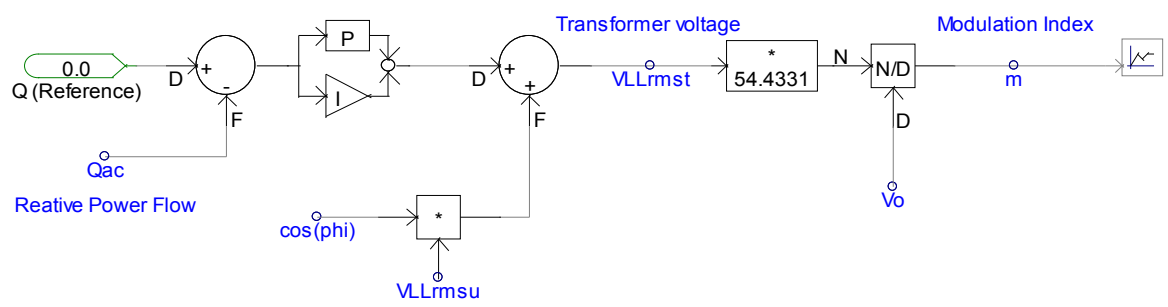 Transformer voltage
Modulation Index
0.0
Q (Reference)
D
+
-
F
P
I
D
+
+
F
VLLrmst
*
54.4331
N
N/D
D
m
Qac
Reative Power Flow
cos(phi)
*
VLLrmsu
Vo